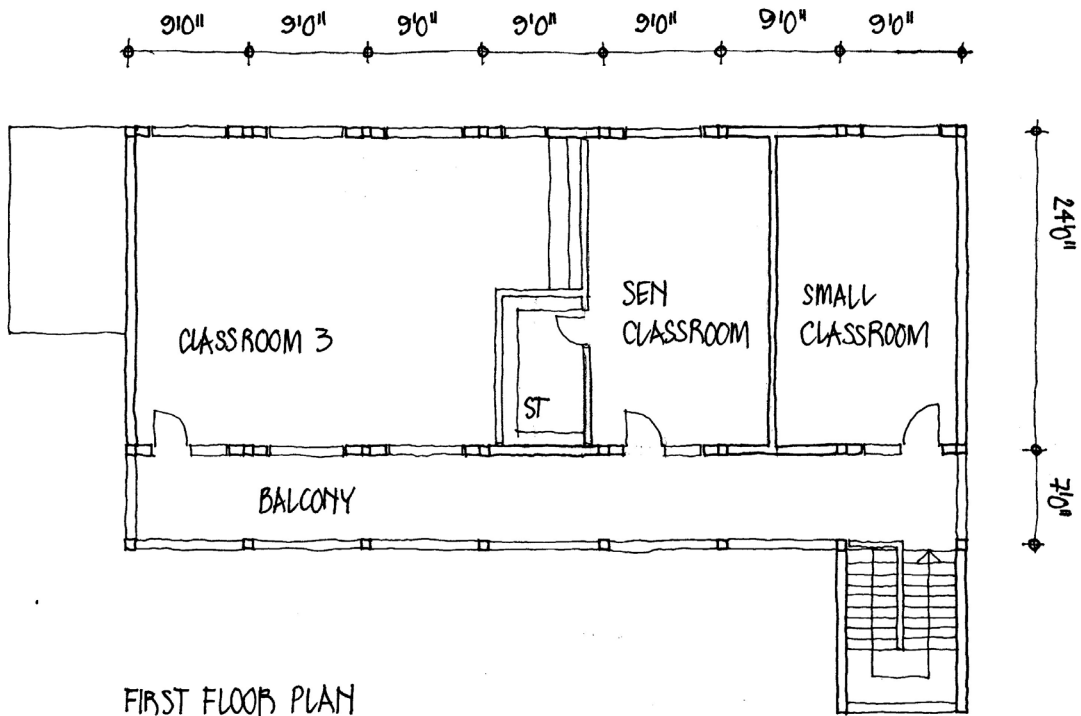 9'0" 9'0" 9'0" 9'0" 9'0" 9'0" 9'0"
24'0"
SEN
CLASSROOM
SMALL
CLASSROOM
CLASSROOM 3
ST
7'0"
BALCONY
FIRST FLOOR PLAN